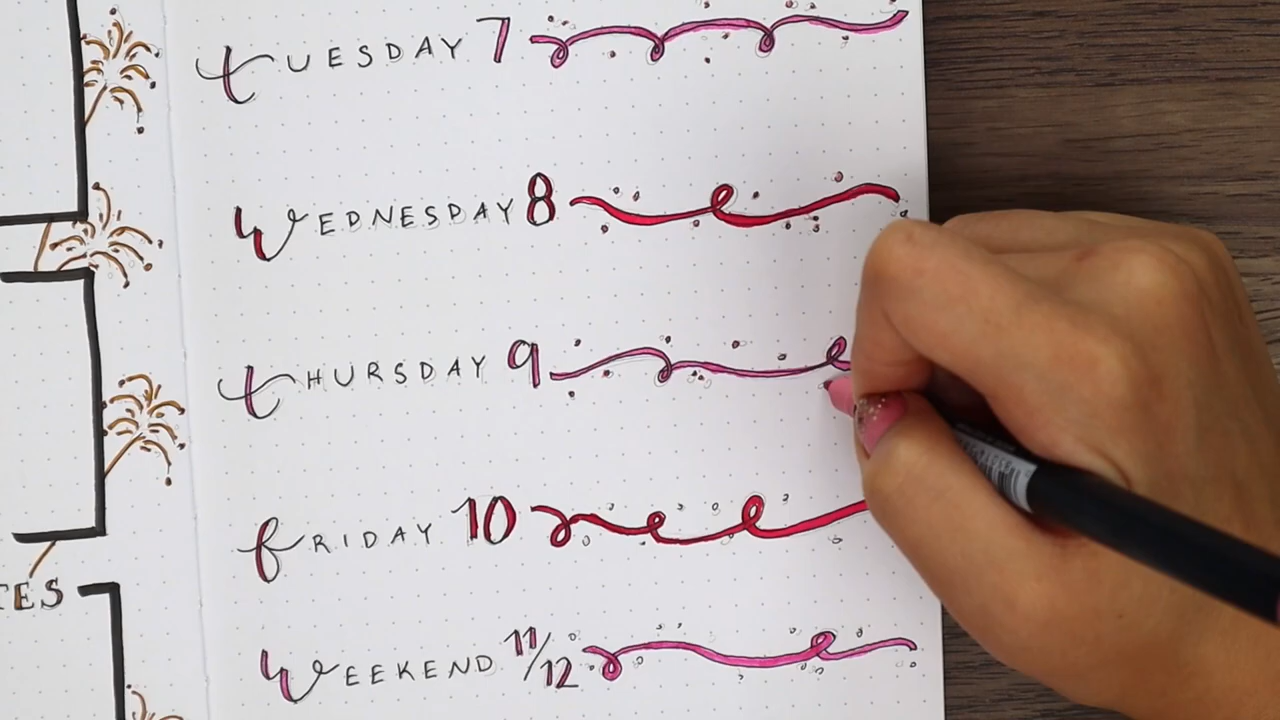 tUESDAY 7
WEDNESDAY 8
tHURSDAY 9
fRIDAY 10
TES
WEEKEND 11/12